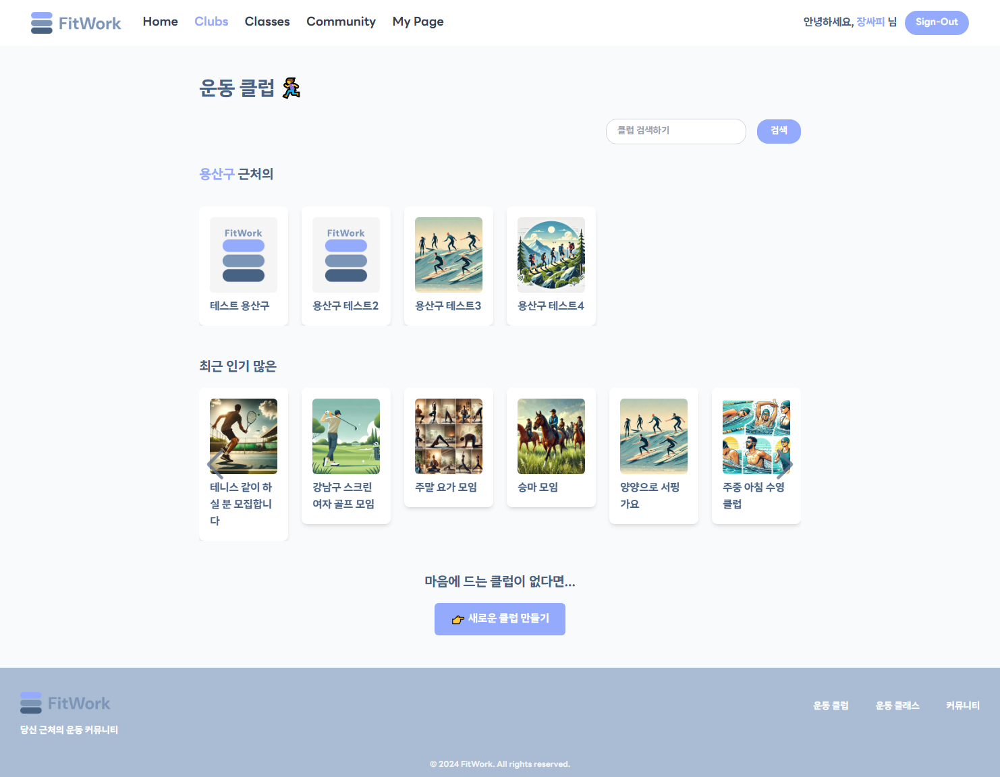 FitWork Home Clubs Classes Community My Page 안녕하세요, 장싸피 님 Sign-Out
운동 클럽
클럽 검색하기 검색
용산구 근처의
FitWork FitWork
테스트 용산구 용산구 테스트2 용산구 테스트3 용산구 테스트4
최근 인기 많은
테니스 같이 하실 분 모집합니다
강남구 스크린 여자 골프 모임
주말 요가 모임
승마 모임
양양으로 서핑가요
주중 아침 수영 클럽
마음에 드는 클럽이 없다면...
👉 새로운 클럽 만들기
FitWork
운동 클럽 운동 클래스 커뮤니티
당신 근처의 운동 커뮤니티
© 2024 FitWork. All rights reserved.